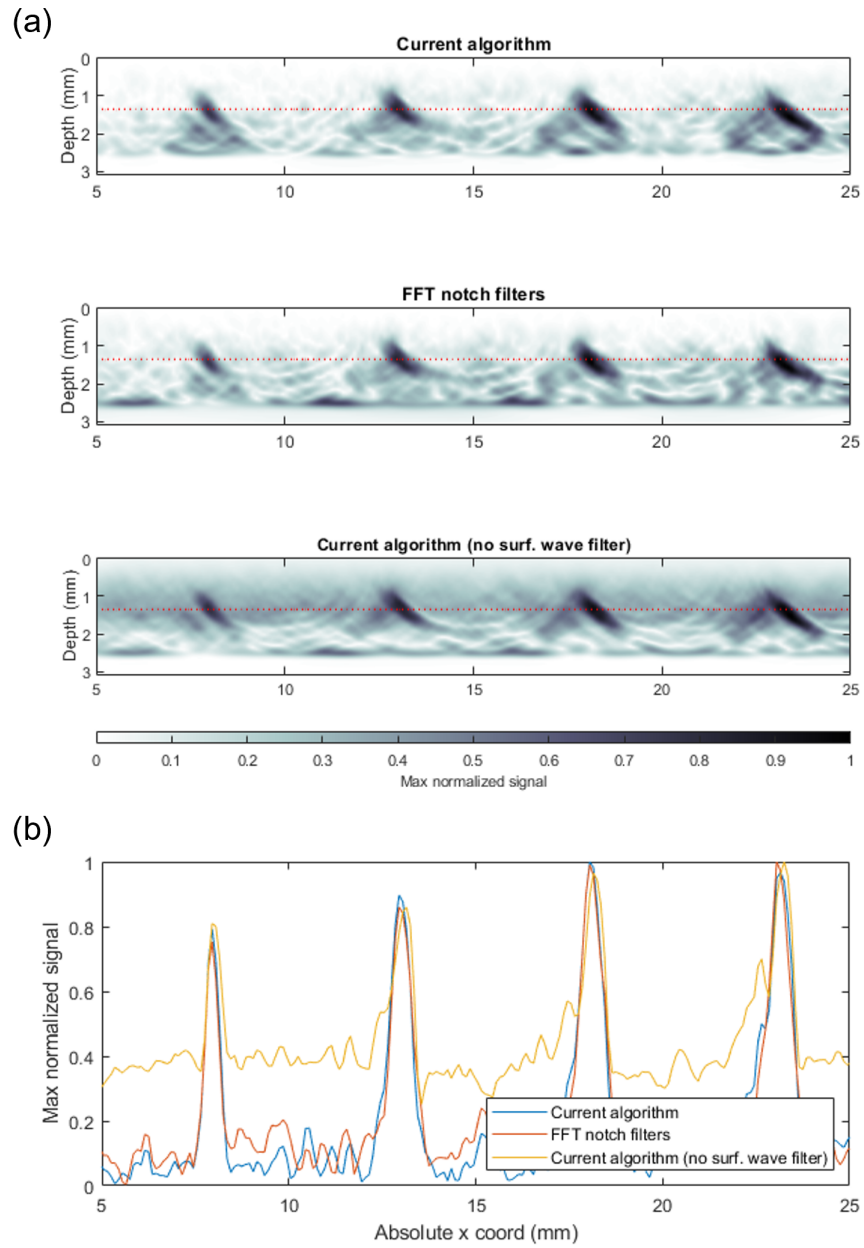 (a)
Current algorithm
0
1
2
3
Depth (mm)
5 10 15 20 25
FFT notch filters
0
1
2
3
Depth (mm)
5 10 15 20 25
Current algorithm (no surf. wave filter)
0
1
2
3
Depth (mm)
5 10 15 20 25
0 0.1 0.2 0.3 0.4 0.5 0.6 0.7 0.8 0.9 1
Max normalized signal
(b)
1
0.8
0.6
0.4
0.2
0
Max normalized signal
Current algorithm
FFT notch filters
Current algorithm (no surf. wave filter)
5 10 15 20 25
Absolute x coord (mm)